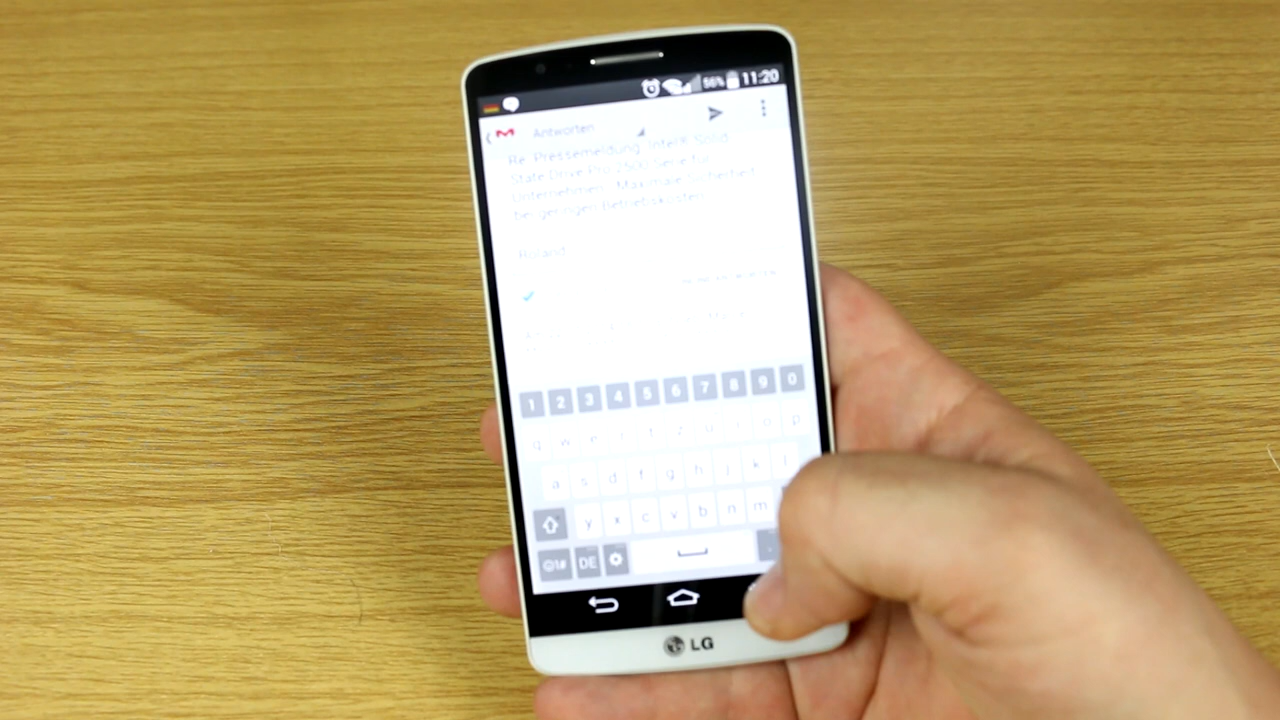 56% 11:20
Antworten
Re: Pressemeldung: Intel® Solid
State Drive Pro 2500 Serie für
Unternehmen: Maximale Sicherheit
bei geringen Betriebskosten
Roland
1 2 3 4 5 6 7 8 9 0
q w e r t z u i o p
a s d f g h j k l
y x c v b n m
DE
LG